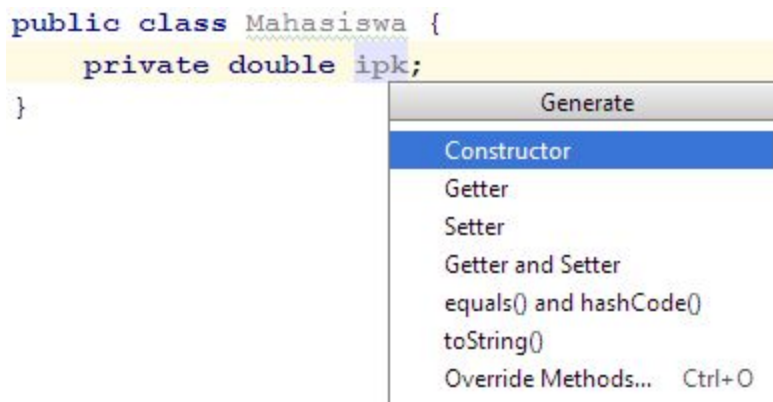 public class Mahasiswa {
private double ipk;
}
Generate
Constructor
Getter
Setter
Getter and Setter
equals() and hashCode()
toString()
Override Methods... Ctrl+O